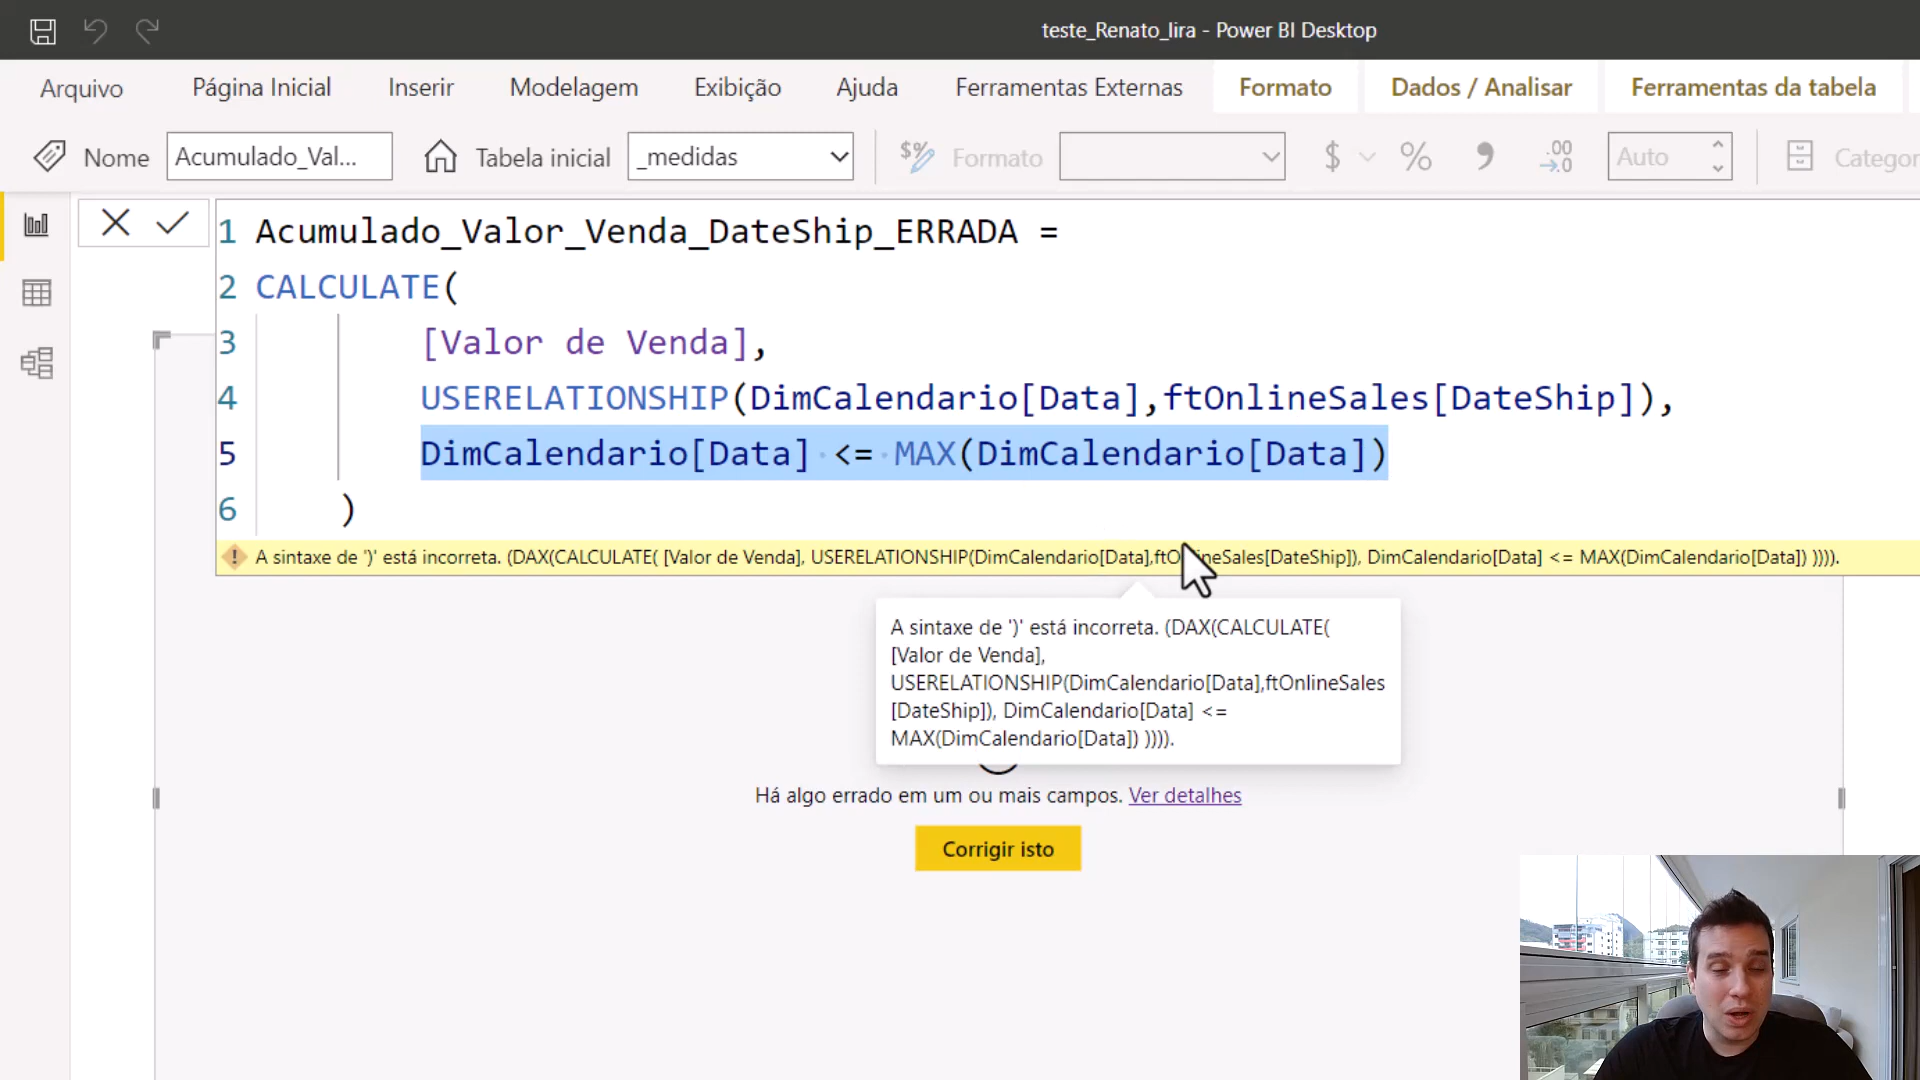 teste_Renato_lira - Power BI Desktop
Arquivo Página Inicial Inserir Modelagem Exibição Ajuda Ferramentas Externas Formato Dados / Analisar Ferramentas da tabela
Nome Acumulado_Val... Tabela inicial _medidas Formato $ % .00 Auto Categor
1 Acumulado_Valor_Venda_DateShip_ERRADA =
2 CALCULATE(
3 [Valor de Venda],
4 USERELATIONSHIP(DimCalendario[Data],ftOnlineSales[DateShip]),
5 DimCalendario[Data] <= MAX(DimCalendario[Data])
6 )
A sintaxe de ')' está incorreta. (DAX(CALCULATE( [Valor de Venda], USERELATIONSHIP(DimCalendario[Data],ftOnlineSales[DateShip]), DimCalendario[Data] <= MAX(DimCalendario[Data]) )))).
A sintaxe de ')' está incorreta. (DAX(CALCULATE(
[Valor de Venda],
USERELATIONSHIP(DimCalendario[Data],ftOnlineSales
[DateShip]), DimCalendario[Data] <=
MAX(DimCalendario[Data]) )))).
Há algo errado em um ou mais campos. Ver detalhes
Corrigir isto